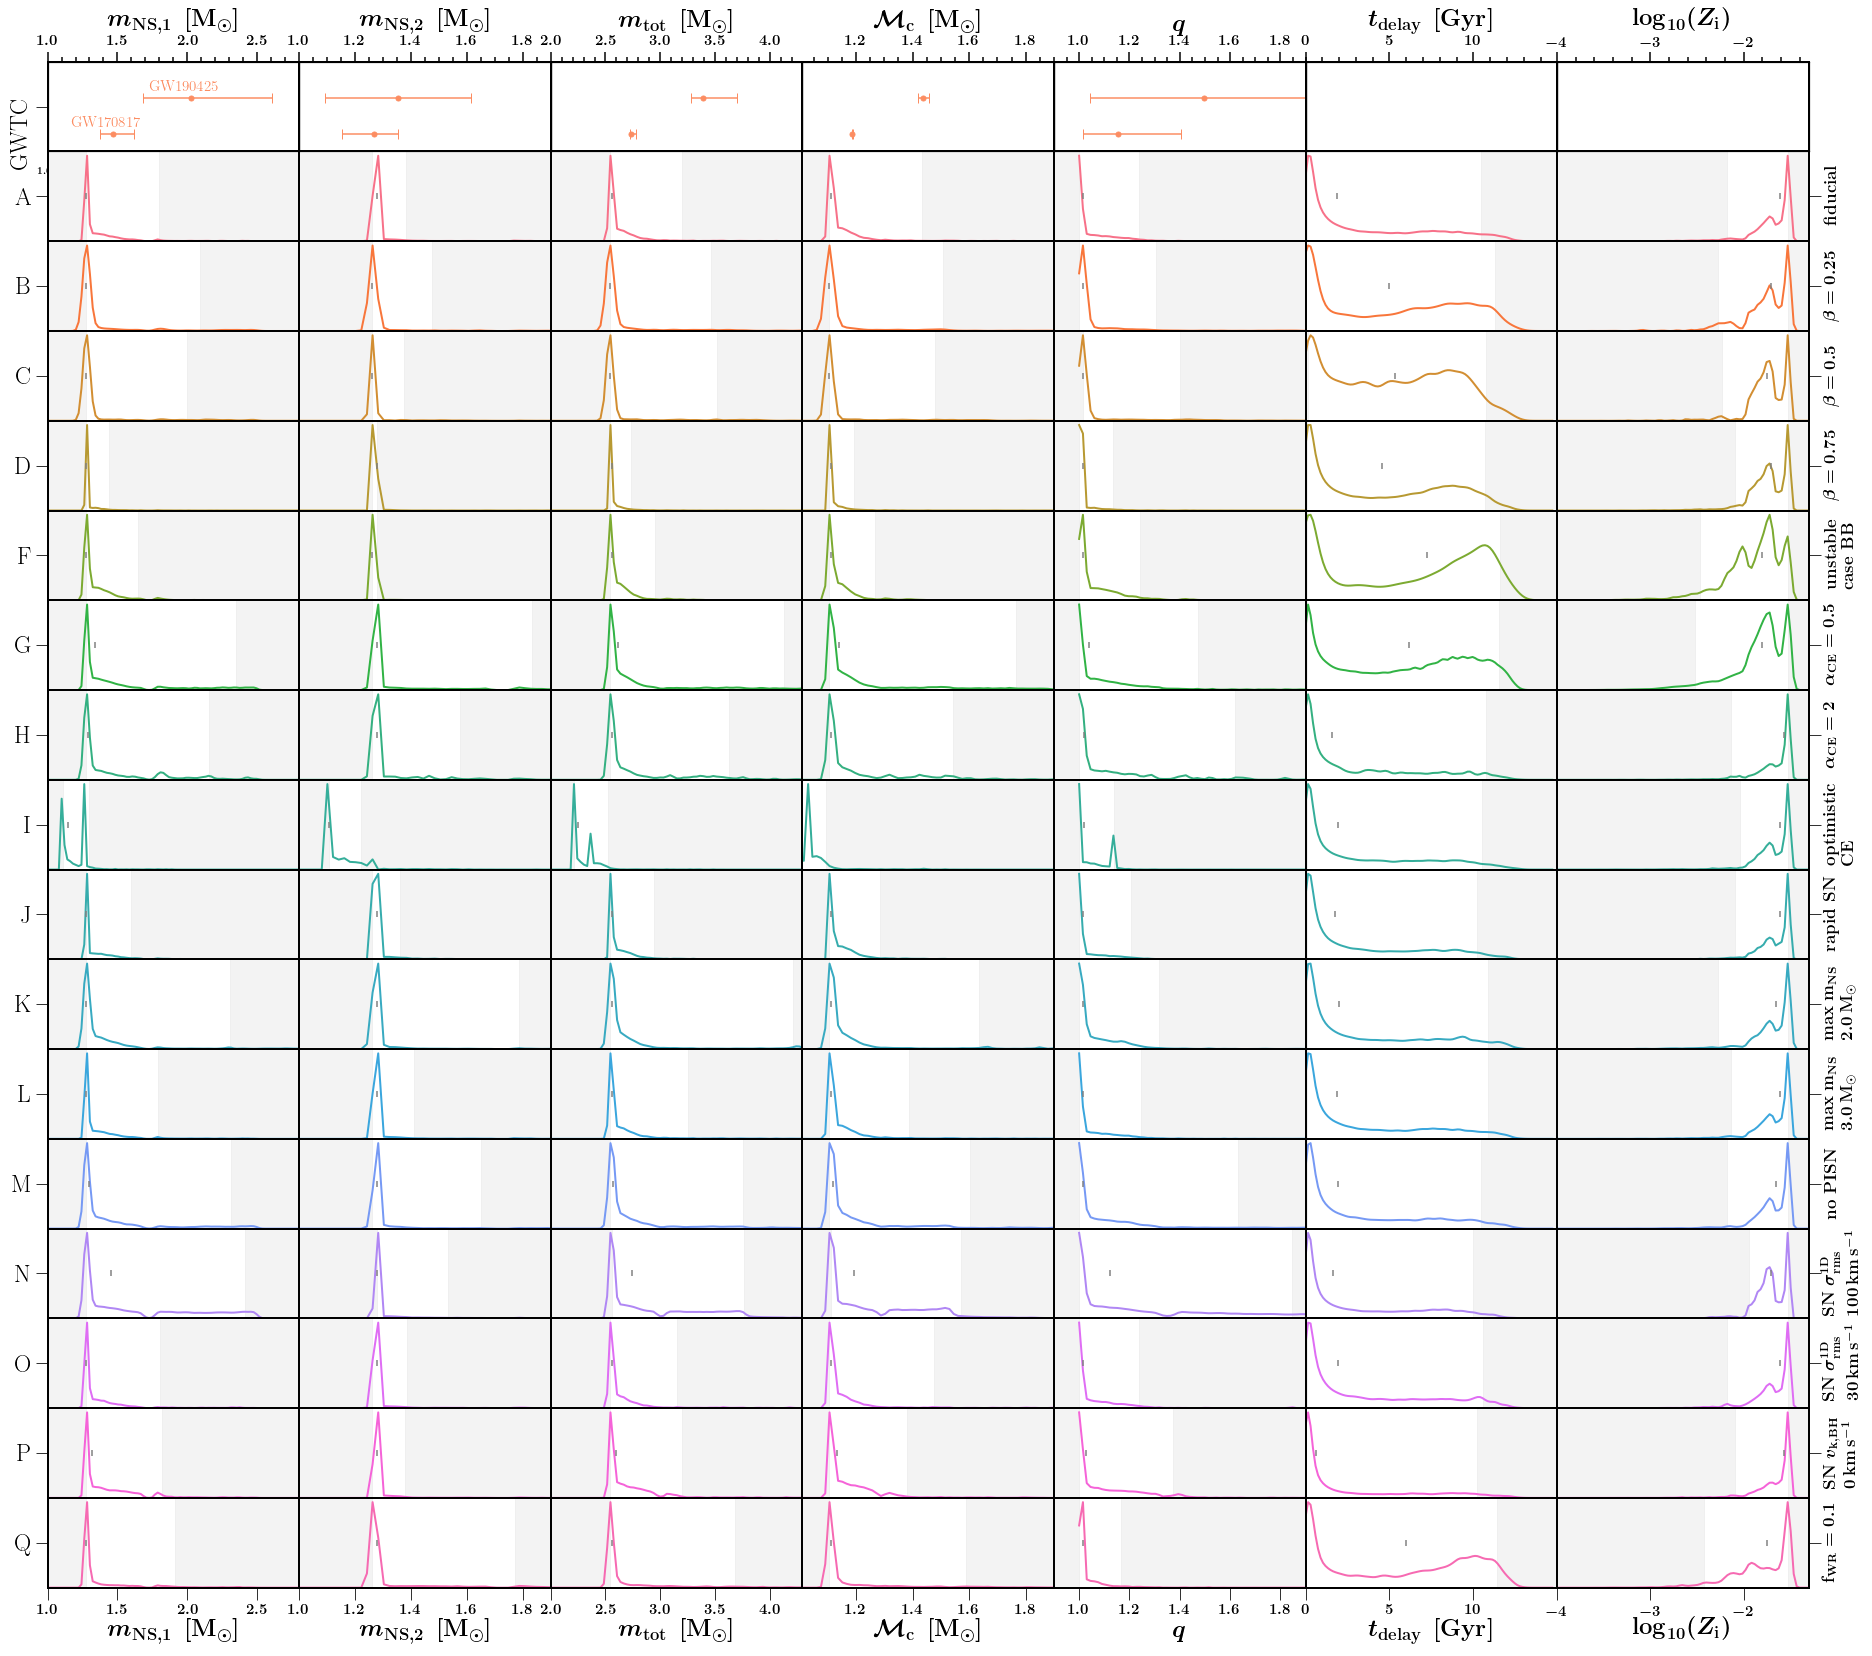 m_NS,1 [M_⊙] m_NS,2 [M_⊙] m_tot [M_⊙] ℳ_c [M_⊙] q t_delay [Gyr] log_10(Z_i)
1.0 1.5 2.0 2.5 1.0 1.2 1.4 1.6 1.8 2.0 2.5 3.0 3.5 4.0 1.2 1.4 1.6 1.8 1.0 1.2 1.4 1.6 1.8 0 5 10 −4 −3 −2
GWTC
GW190425
GW170817
A fiducial
B β = 0.25
C β = 0.5
D β = 0.75
F unstable
case BB
G α_CE = 0.5
H α_CE = 2
I optimistic
CE
J rapid SN
K max m_NS
2.0 M_⊙
L max m_NS
3.0 M_⊙
M no PISN
N SN σ^1D_rms
100 km s^−1
O SN σ^1D_rms
30 km s^−1
P SN v_k,BH
0 km s^−1
Q f_WR = 0.1
1.0 1.5 2.0 2.5 1.0 1.2 1.4 1.6 1.8 2.0 2.5 3.0 3.5 4.0 1.2 1.4 1.6 1.8 1.0 1.2 1.4 1.6 1.8 0 5 10 −4 −3 −2
m_NS,1 [M_⊙] m_NS,2 [M_⊙] m_tot [M_⊙] ℳ_c [M_⊙] q t_delay [Gyr] log_10(Z_i)